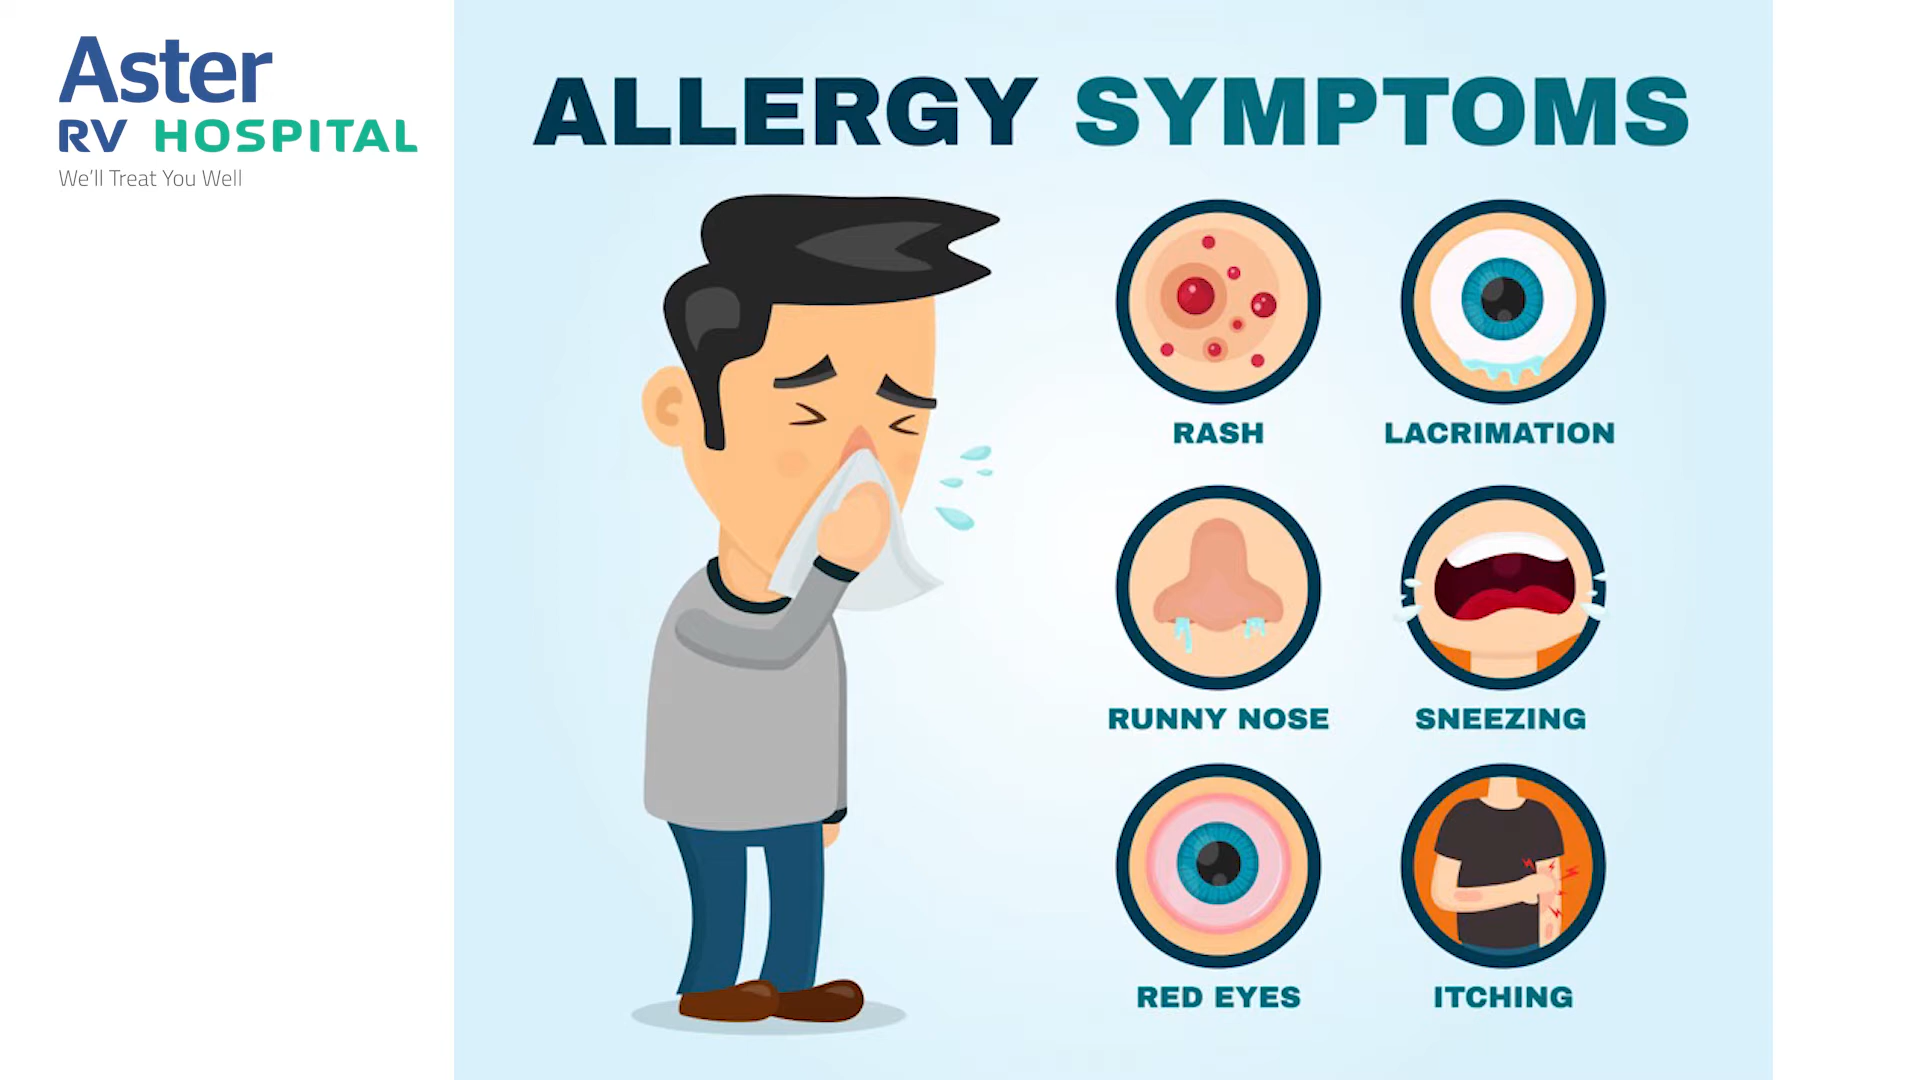 Aster
RV HOSPITAL
We'll Treat You Well
ALLERGY SYMPTOMS
RASH
LACRIMATION
RUNNY NOSE
SNEEZING
RED EYES
ITCHING